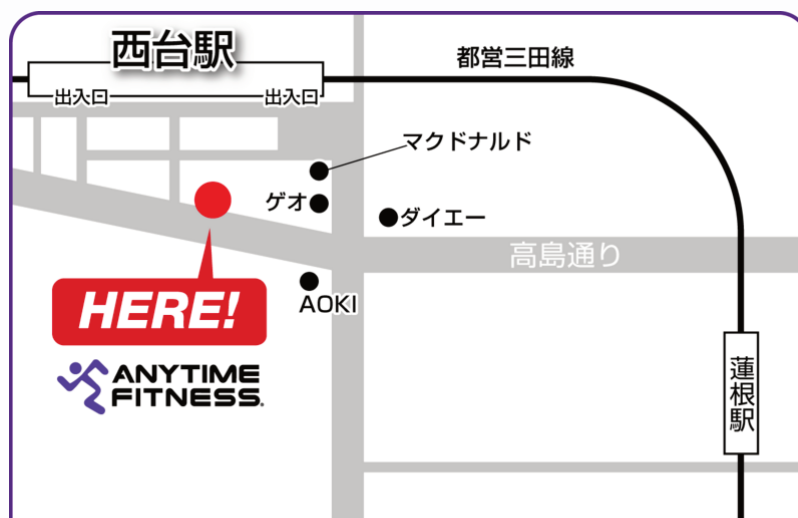 西台駅
都営三田線
出入口
出入口
マクドナルド
ゲオ
ダイエー
高島通り
AOKI
HERE!
ANYTIME
FITNESS.
蓮根駅